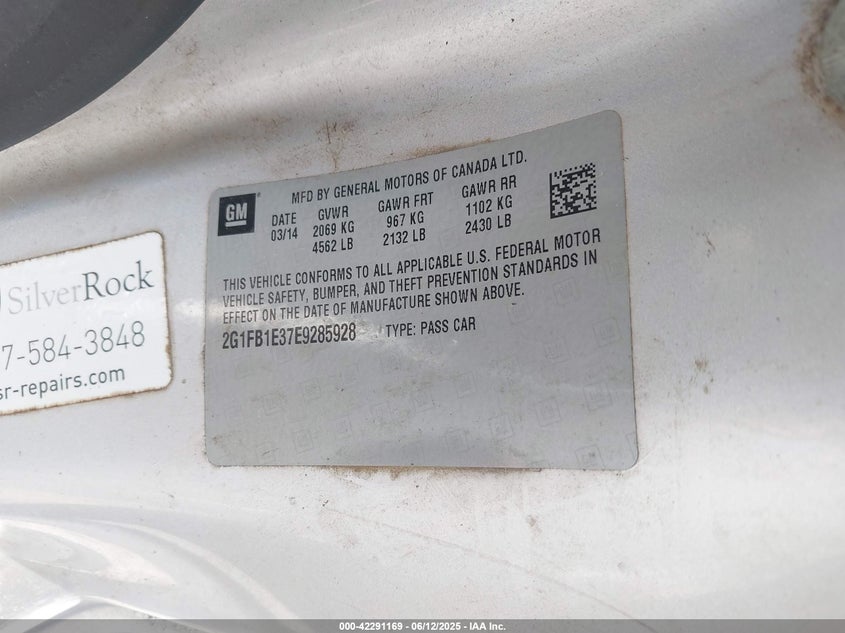 GM
MFD BY GENERAL MOTORS OF CANADA LTD.
DATE GVWR GAWR FRT GAWR RR
03/14 2069 KG 967 KG 1102 KG
4562 LB 2132 LB 2430 LB
THIS VEHICLE CONFORMS TO ALL APPLICABLE U.S. FEDERAL MOTOR
VEHICLE SAFETY, BUMPER, AND THEFT PREVENTION STANDARDS IN
EFFECT ON THE DATE OF MANUFACTURE SHOWN ABOVE.
2G1FB1E37E9285928 TYPE: PASS CAR
SilverRock
7-584-3848
sr-repairs.com
000-42291169 - 06/12/2025 - IAA Inc.